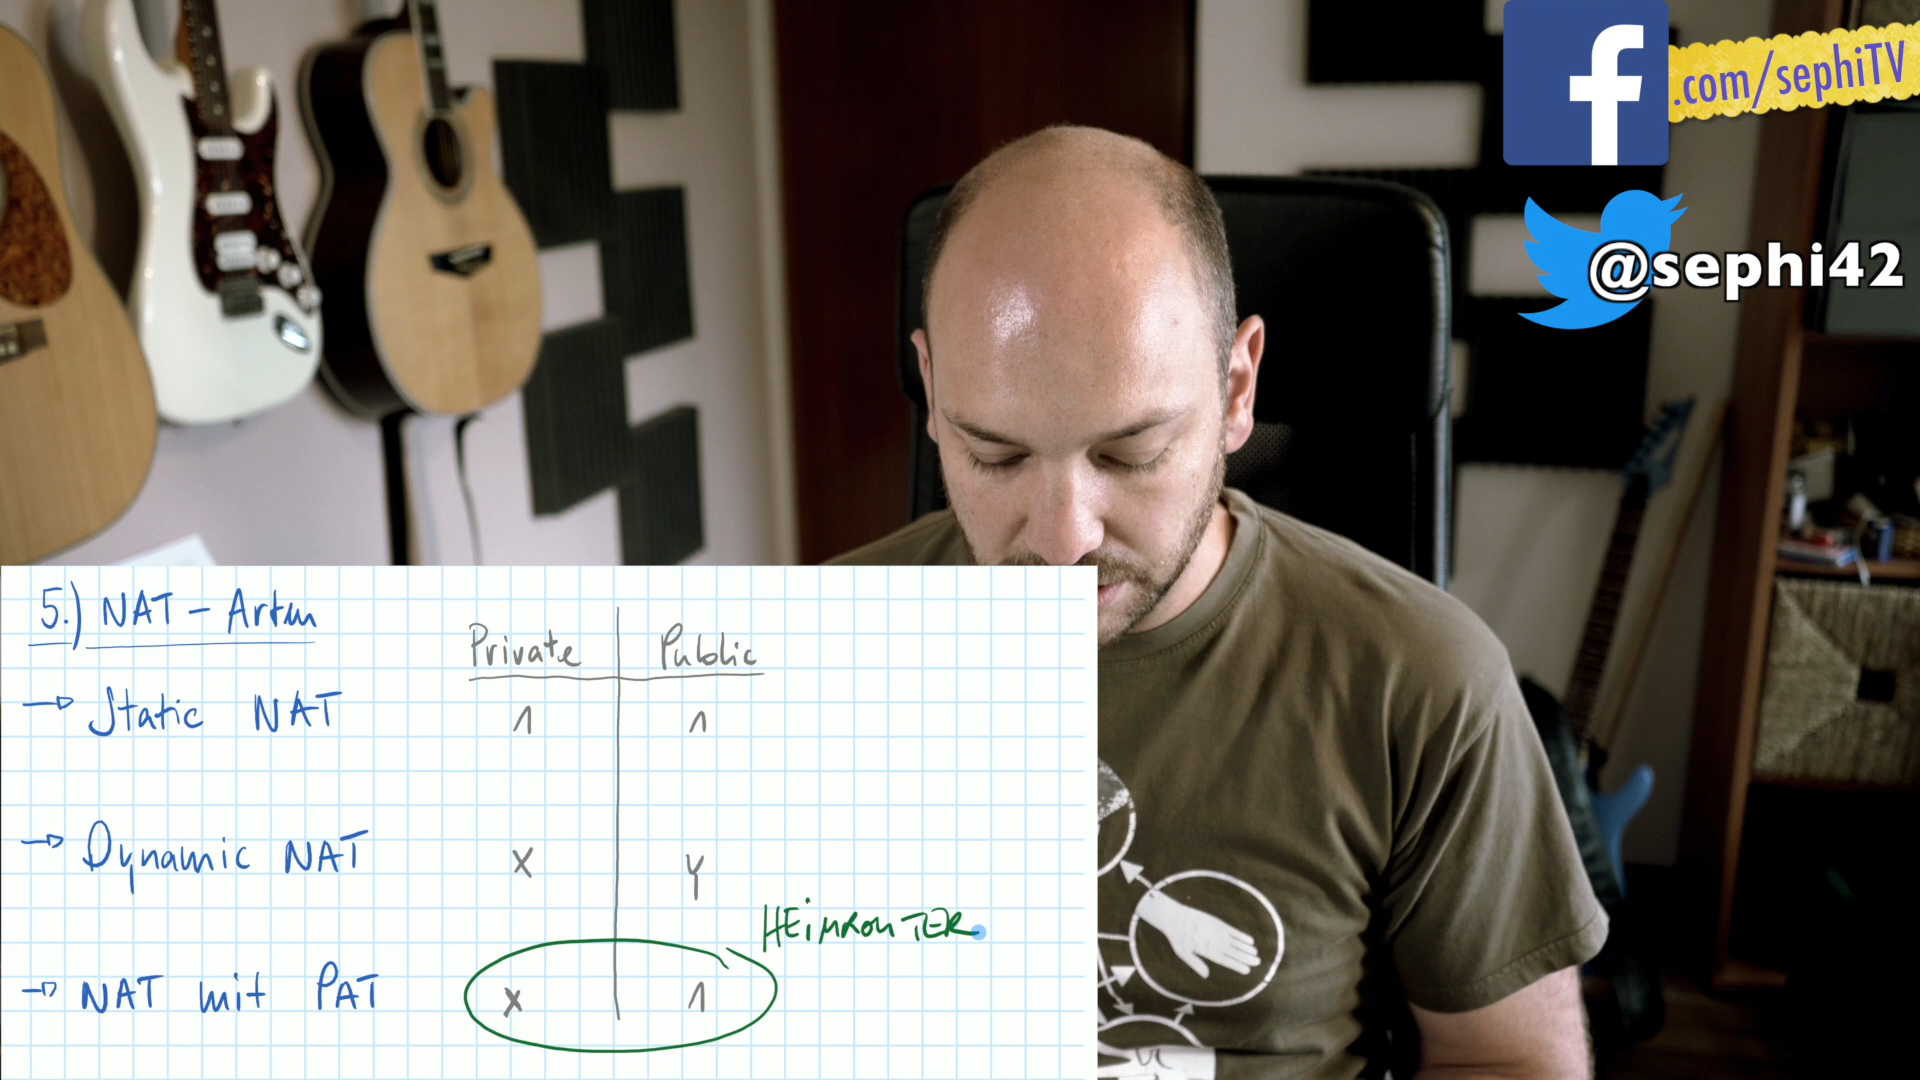 f .com/sephiTV
@sephi42
5.) NAT - Arten
Private Public
→ Static NAT 1 1
→ Dynamic NAT X Y
HEiMROUTER
→ NAT mit PAT X 1